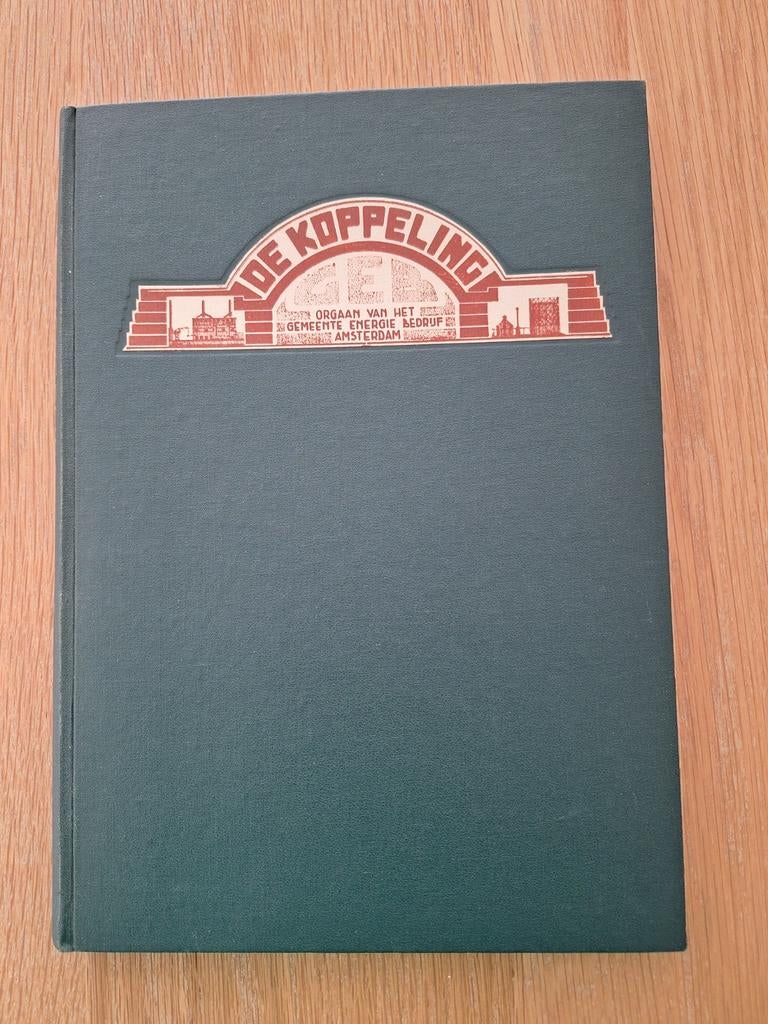 DE KOPPELING
GEB
ORGAAN VAN HET
GEMEENTE ENERGIE BEDRIJF
AMSTERDAM